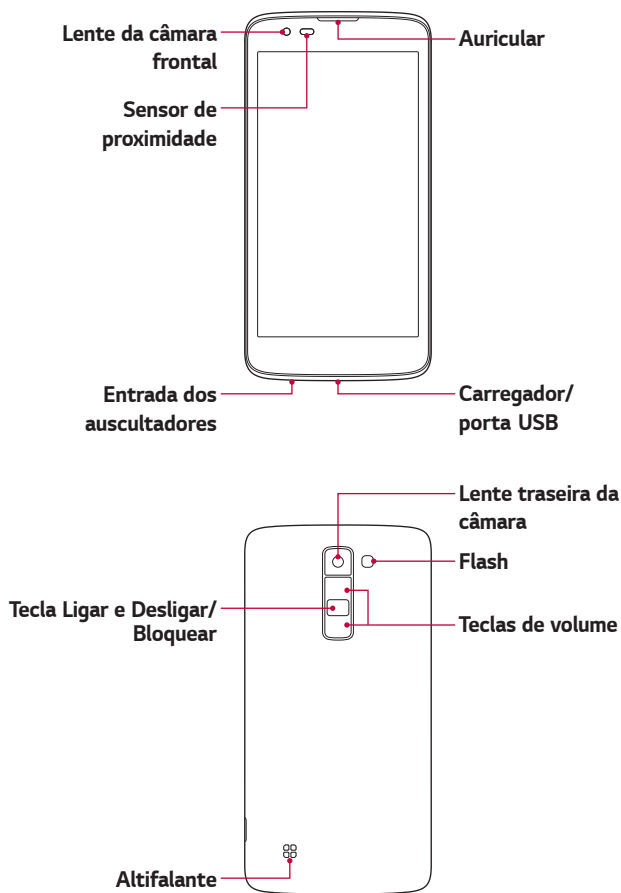 Lente da câmara
frontal
Auricular
Sensor de
proximidade
Entrada dos
auscultadores
Carregador/
porta USB
Lente traseira da
câmara
Flash
Tecla Ligar e Desligar/
Bloquear
Teclas de volume
Altifalante